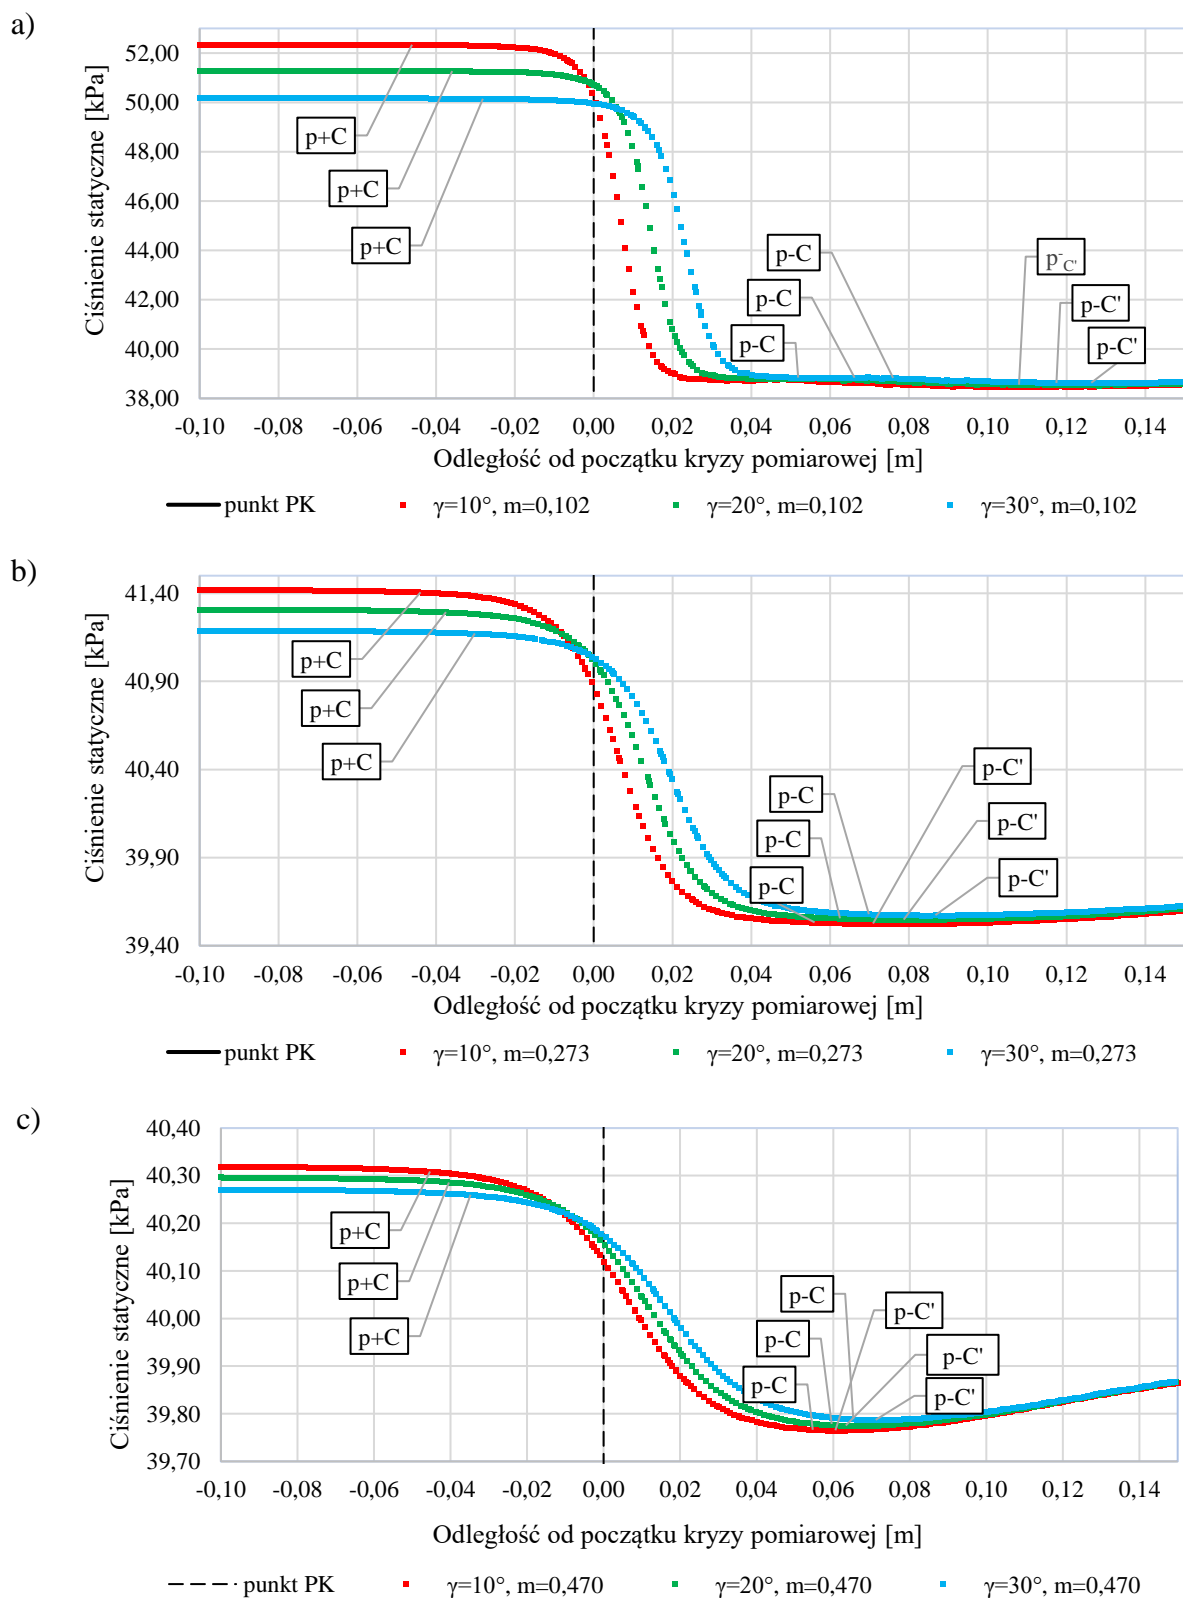 a)
Ciśnienie statyczne [kPa]
52,00
50,00
48,00
46,00
44,00
42,00
40,00
38,00
p+C
p+C
p+C
p-C
p-C
p-C
p-C'
p-C'
p-C'
-0,10 -0,08 -0,06 -0,04 -0,02 0,00 0,02 0,04 0,06 0,08 0,10 0,12 0,14
Odległość od początku kryzy pomiarowej [m]
punkt PK γ=10°, m=0,102 γ=20°, m=0,102 γ=30°, m=0,102
b)
Ciśnienie statyczne [kPa]
41,40
40,90
40,40
39,90
39,40
p+C
p+C
p+C
p-C
p-C
p-C
p-C'
p-C'
p-C'
-0,10 -0,08 -0,06 -0,04 -0,02 0,00 0,02 0,04 0,06 0,08 0,10 0,12 0,14
Odległość od początku kryzy pomiarowej [m]
punkt PK γ=10°, m=0,273 γ=20°, m=0,273 γ=30°, m=0,273
c)
Ciśnienie statyczne [kPa]
40,40
40,30
40,20
40,10
40,00
39,90
39,80
39,70
p+C
p+C
p+C
p-C
p-C
p-C
p-C'
p-C'
p-C'
-0,10 -0,08 -0,06 -0,04 -0,02 0,00 0,02 0,04 0,06 0,08 0,10 0,12 0,14
Odległość od początku kryzy pomiarowej [m]
punkt PK γ=10°, m=0,470 γ=20°, m=0,470 γ=30°, m=0,470